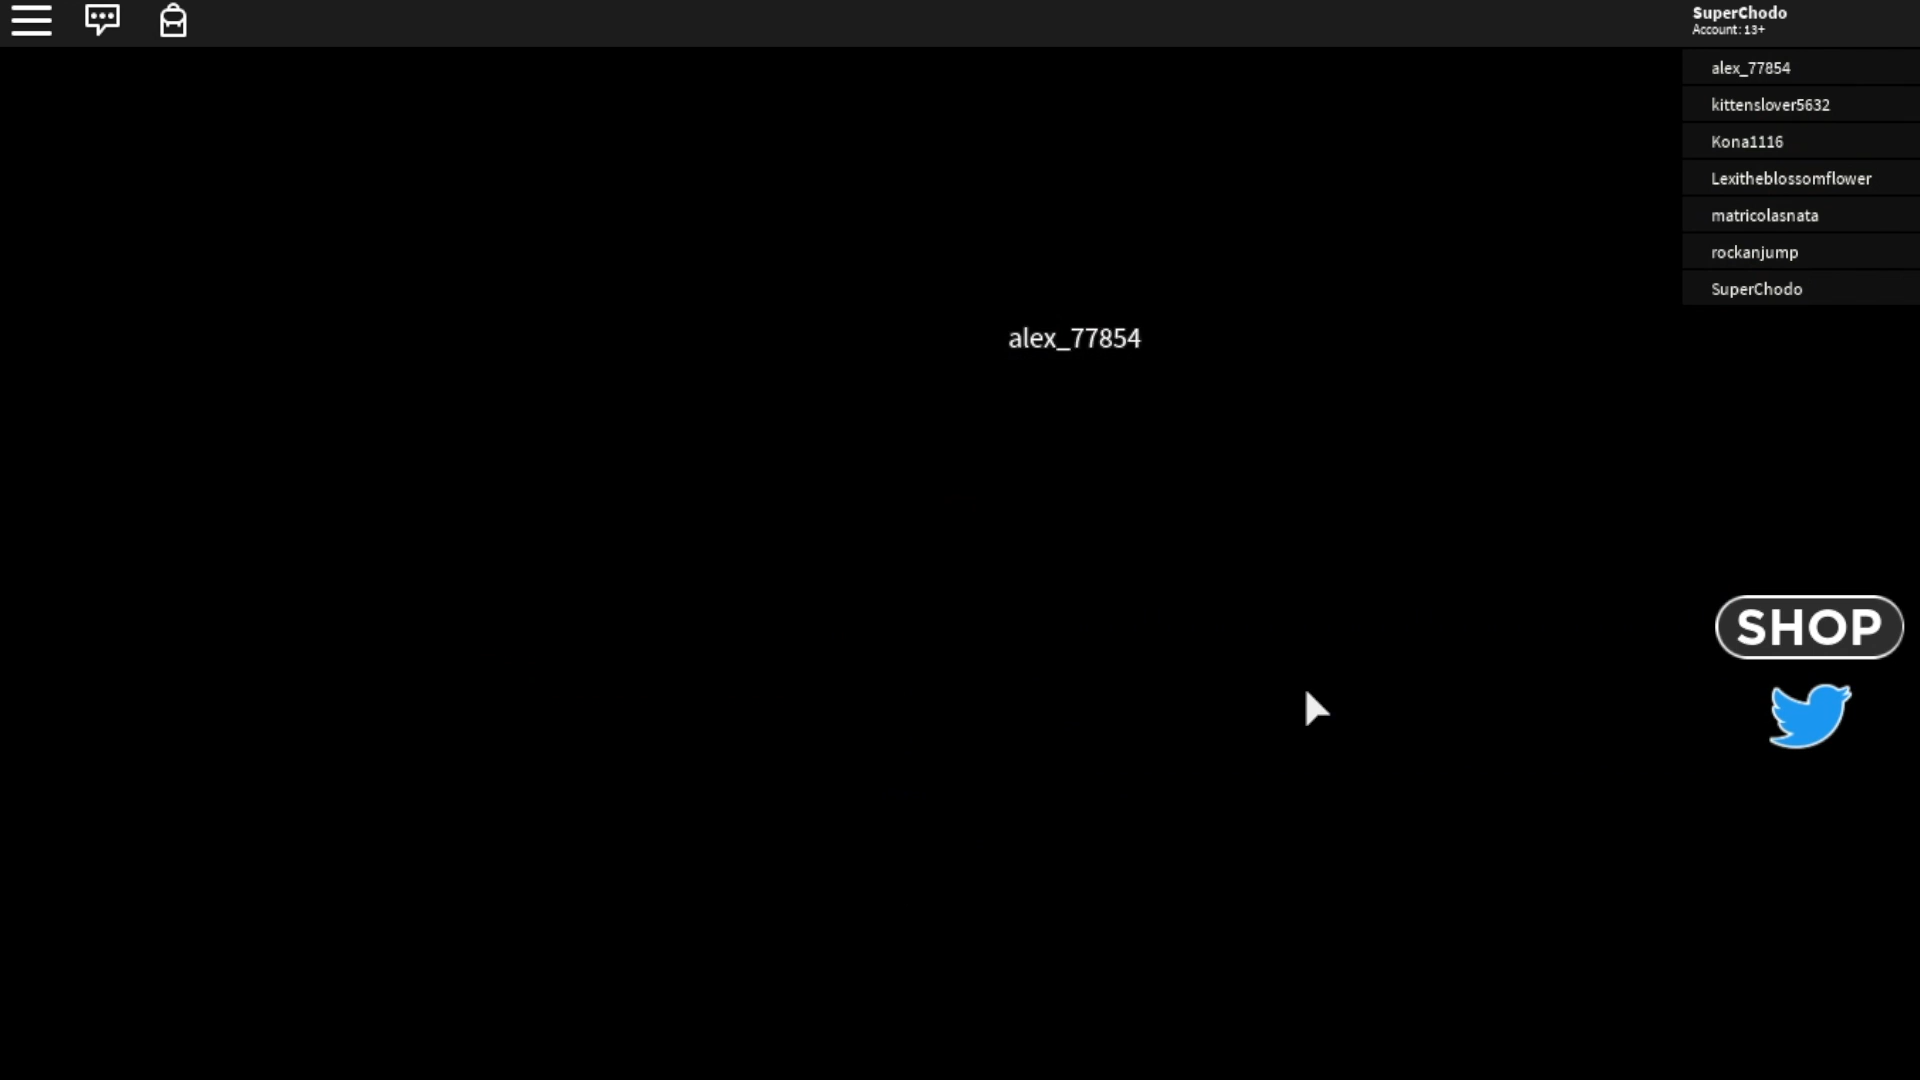 SuperChodo
Account: 13+
alex_77854
kittenslover5632
Kona1116
Lexitheblossomflower
matricolasnata
rockanjump
SuperChodo
alex_77854
SHOP